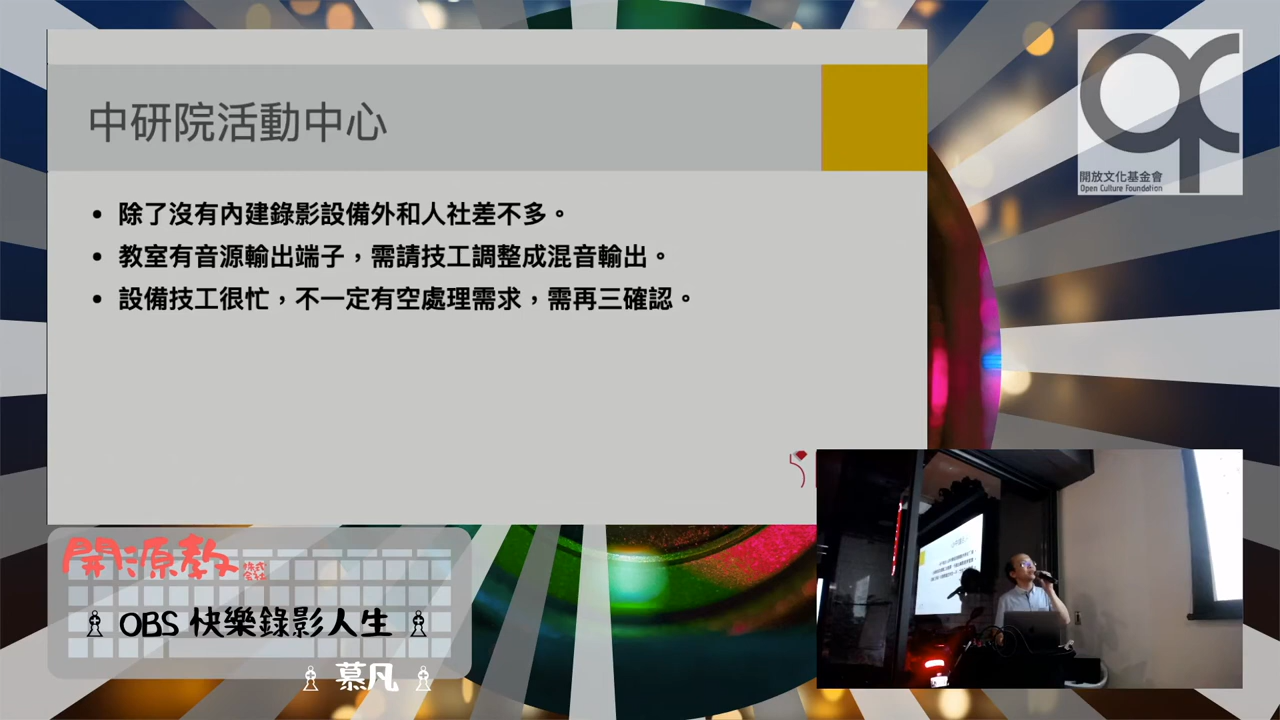 中研院活動中心
除了沒有內建錄影設備外和人社差不多。
教室有音源輸出端子，需請技工調整成混音輸出。
設備技工很忙，不一定有空處理需求，需再三確認。
開放文化基金會
Open Culture Foundation
開源教 株式会社
OBS 快樂錄影人生
慕凡